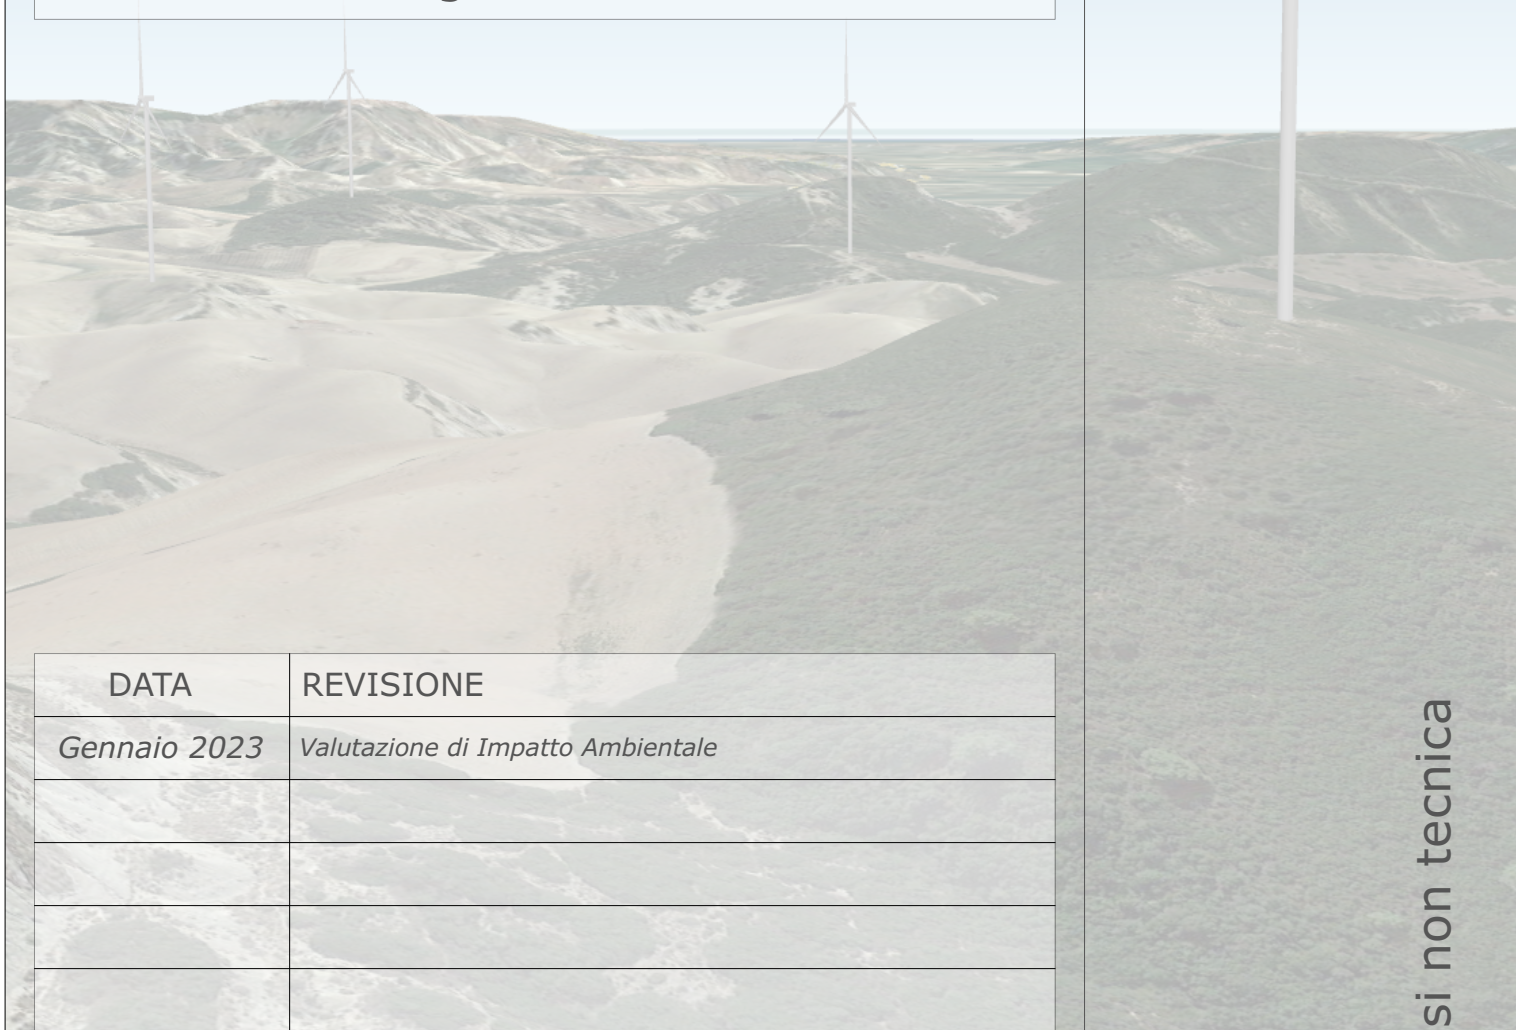 DATA
REVISIONE
Gennaio 2023
Valutazione di Impatto Ambientale
si non tecnica